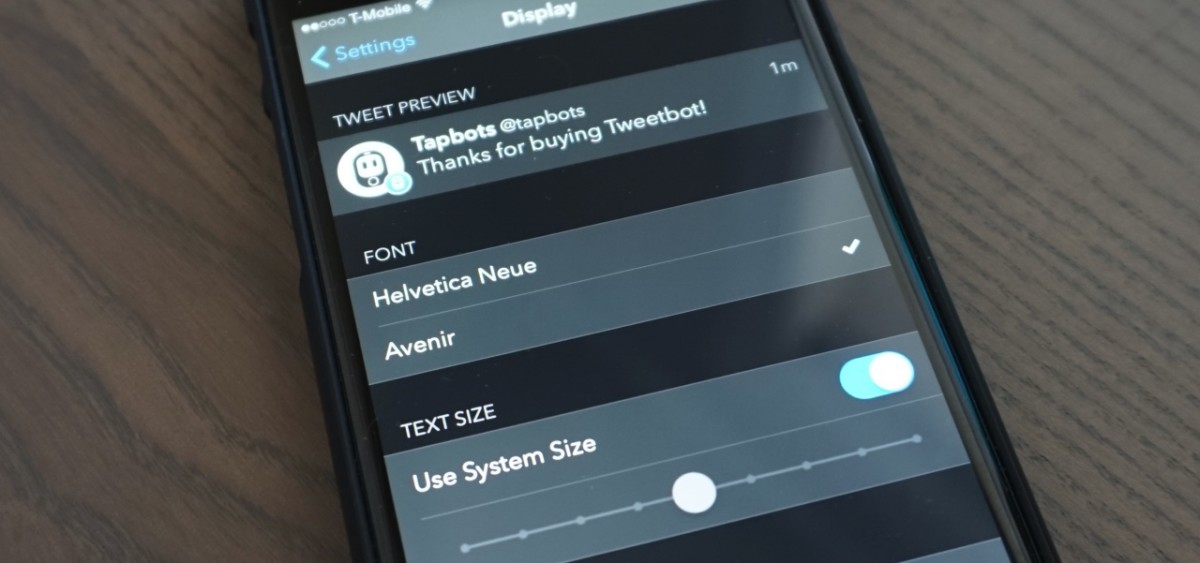 T-Mobile
Settings
Display
TWEET PREVIEW
Tapbots @tapbots
1m
Thanks for buying Tweetbot!
FONT
Helvetica Neue
Avenir
TEXT SIZE
Use System Size